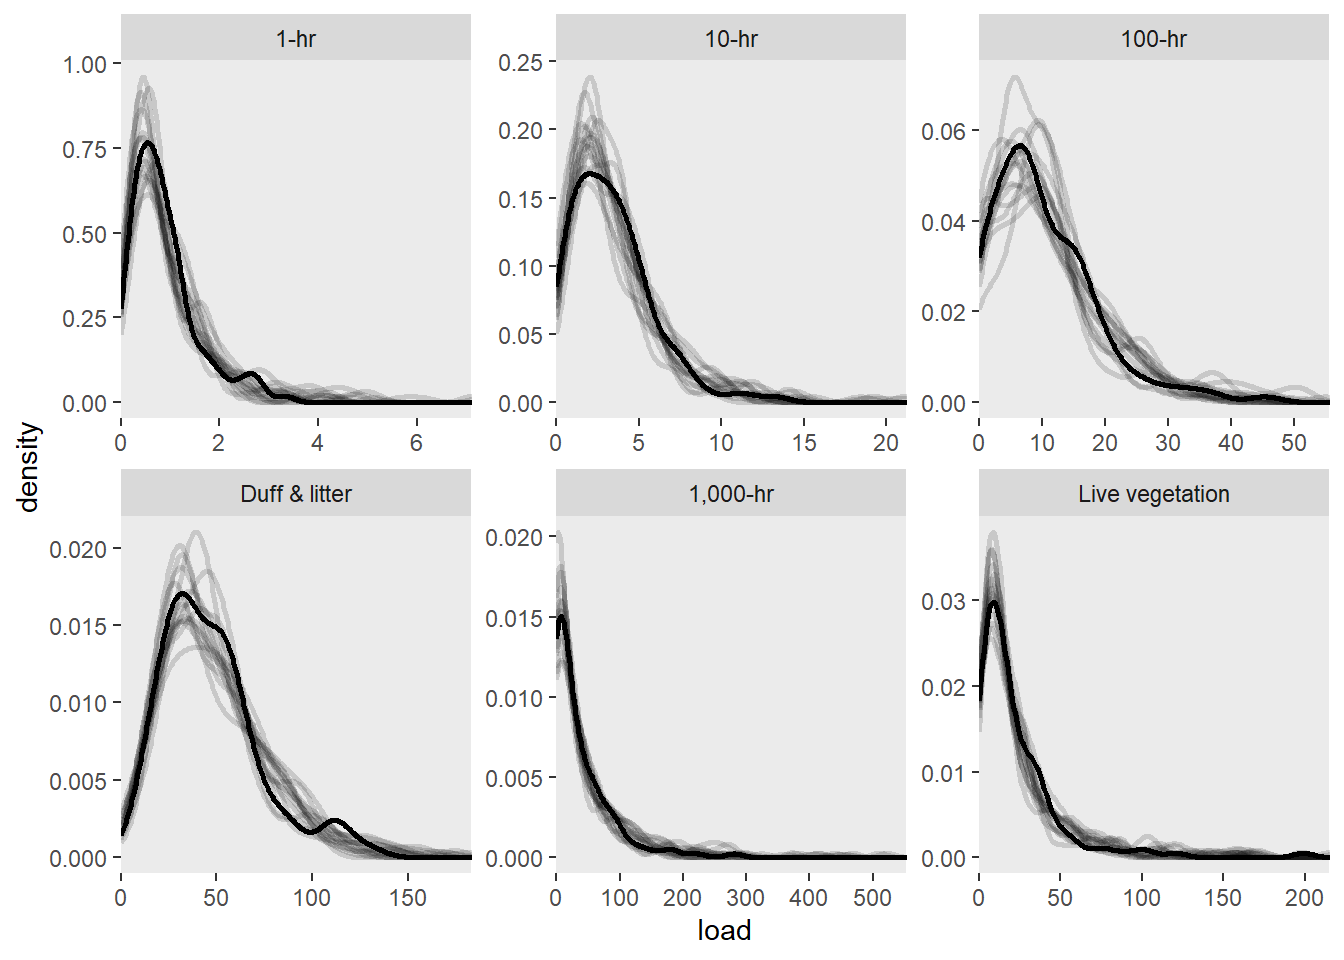 1-hr
10-hr
100-hr
1.00
0.75
0.50
0.25
0.00
0.25
0.20
0.15
0.10
0.05
0.00
0.06
0.04
0.02
0.00
0 2 4 6
0 5 10 15 20
0 10 20 30 40 50
density
Duff & litter
1,000-hr
Live vegetation
0.020
0.015
0.010
0.005
0.000
0.020
0.015
0.010
0.005
0.000
0.03
0.02
0.01
0.00
0 50 100 150
0 100 200 300 400 500
0 50 100 150 200
load